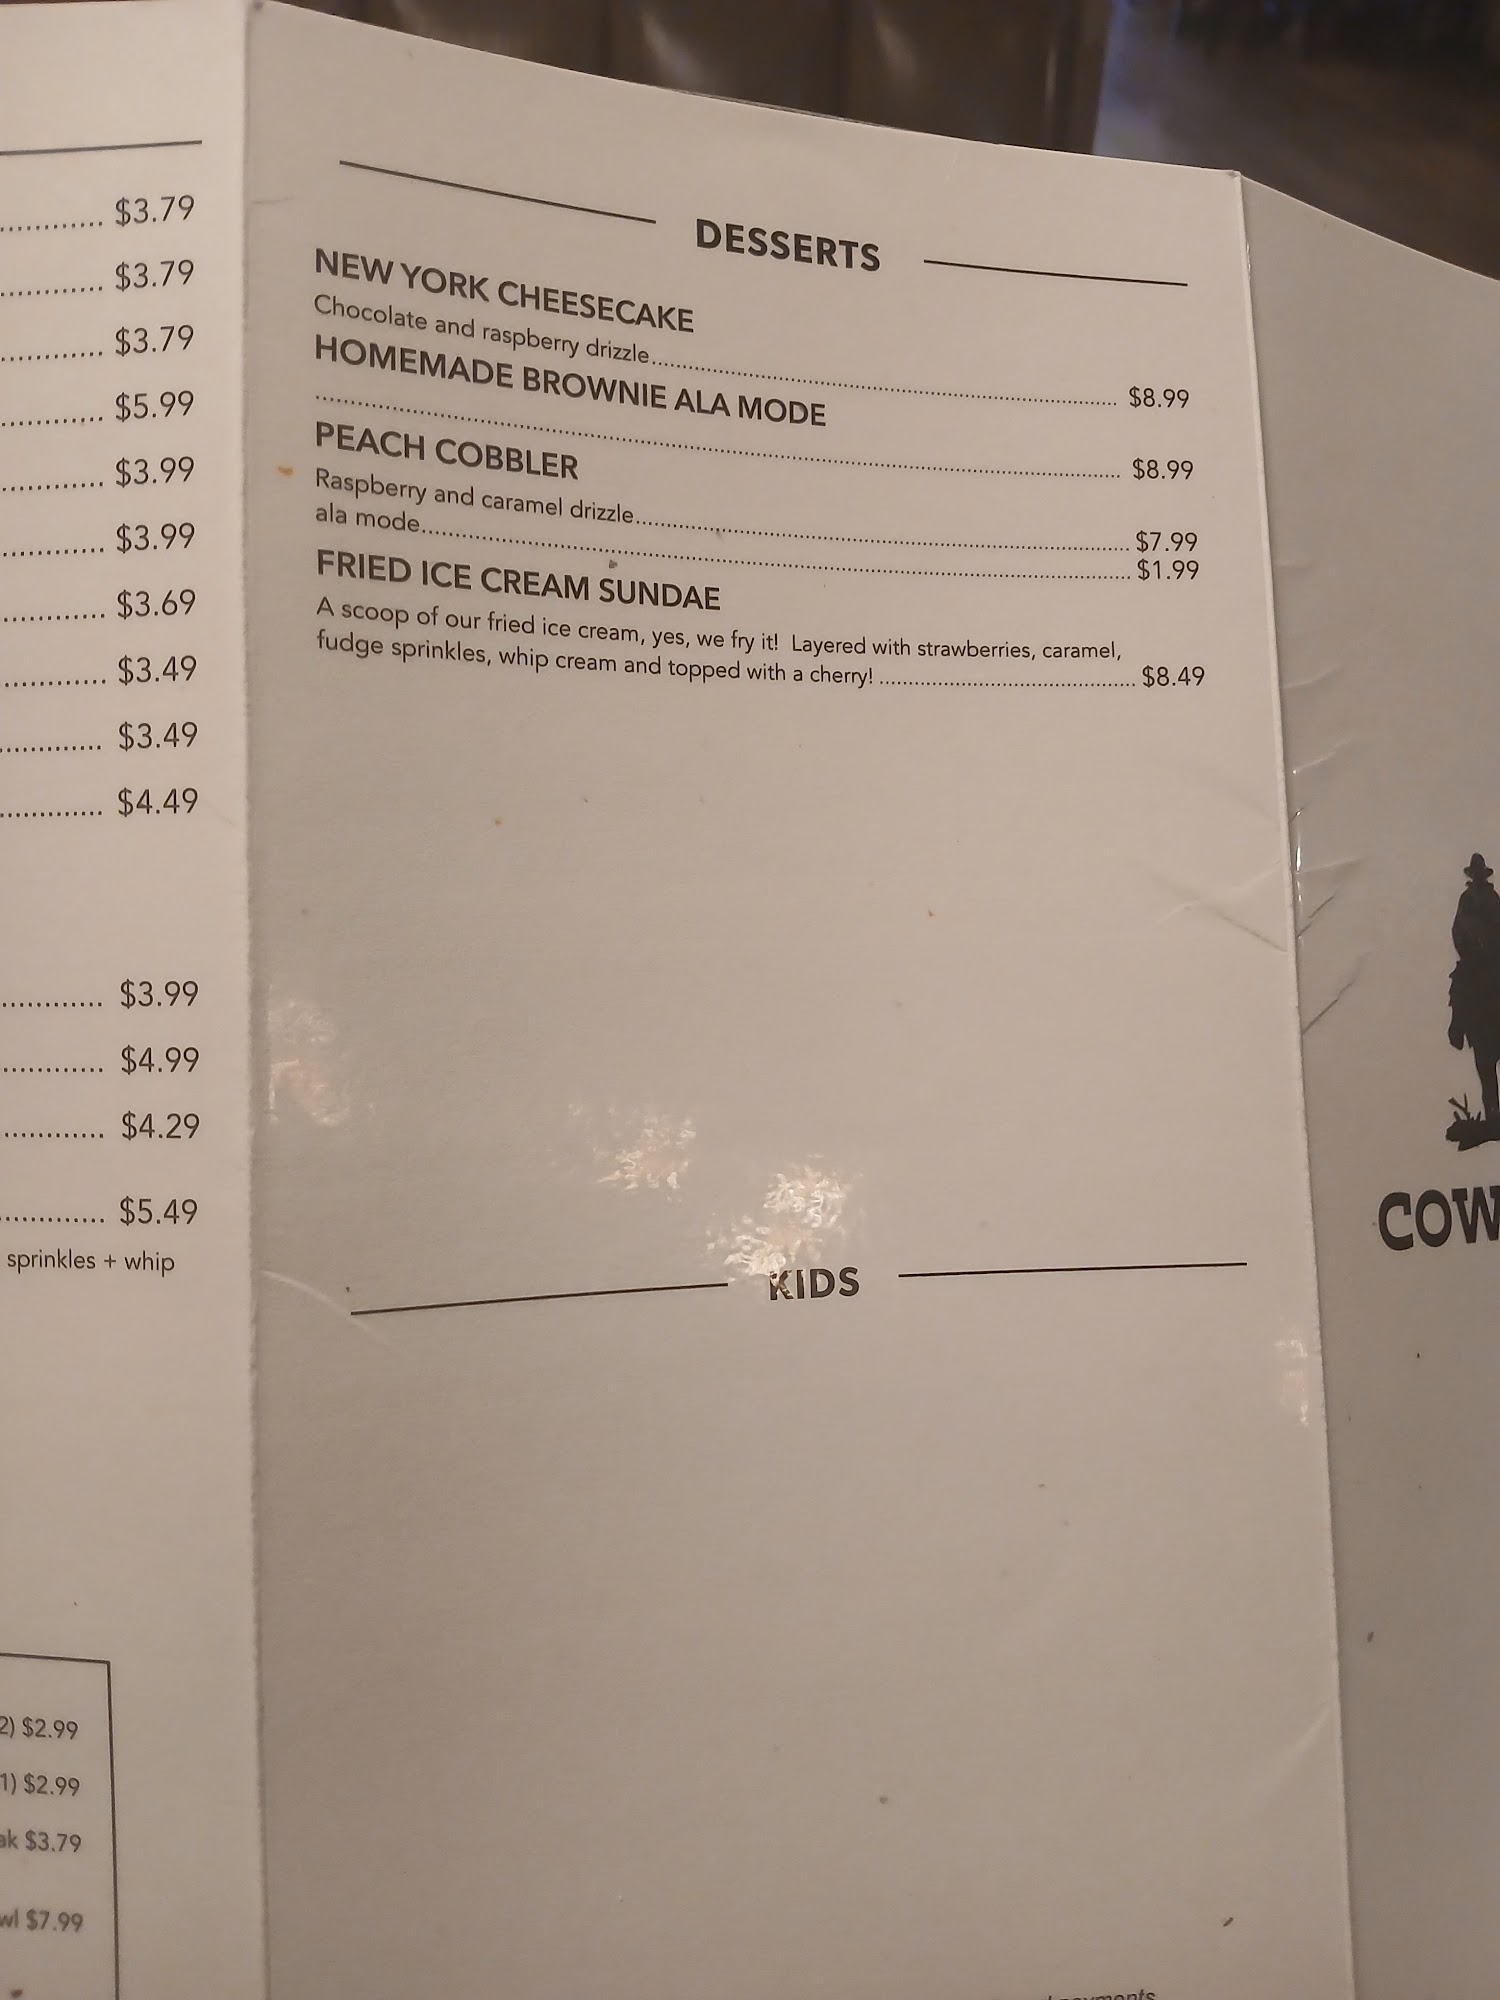 $3.79
$3.79
$3.79
$5.99
$3.99
$3.99
$3.69
$3.49
$3.49
$4.49
$3.99
$4.99
$4.29
$5.49
sprinkles + whip
2) $2.99
1) $2.99
$3.79
$7.99
DESSERTS
NEW YORK CHEESECAKE
Chocolate and raspberry drizzle.......... $8.99
HOMEMADE BROWNIE ALA MODE
.......... $8.99
PEACH COBBLER
Raspberry and caramel drizzle.......... $7.99
ala mode.......... $1.99
FRIED ICE CREAM SUNDAE
A scoop of our fried ice cream, yes, we fry it! Layered with strawberries, caramel,
fudge sprinkles, whip cream and topped with a cherry! .......... $8.49
KIDS
COW